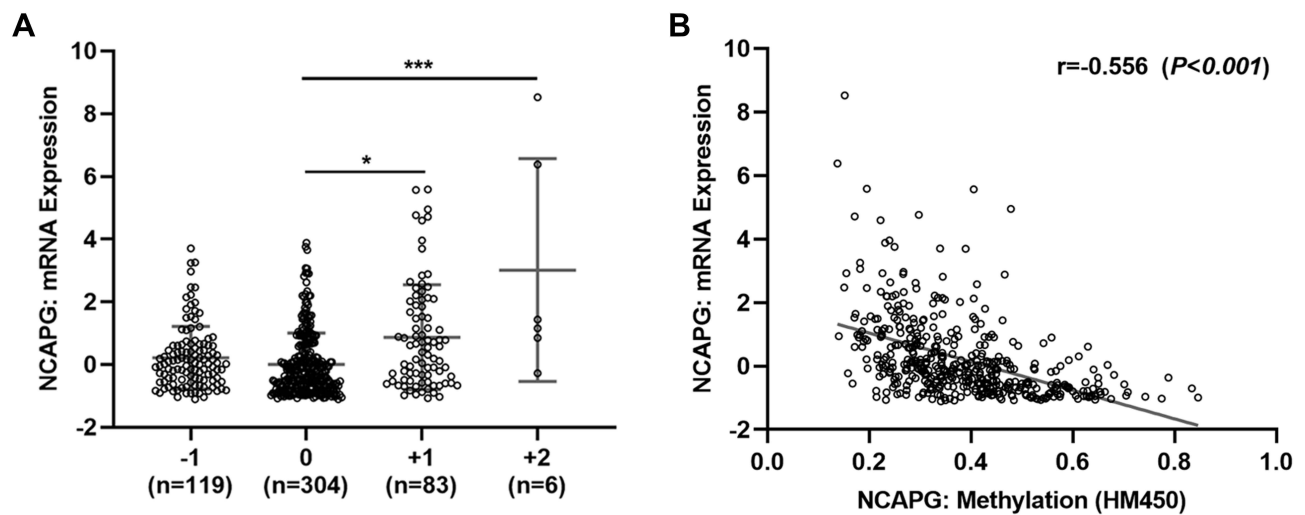 A
NCAPG: mRNA Expression
10
8
6
4
2
0
-2
***
*
-1
0
+1
+2
(n=119)
(n=304)
(n=83)
(n=6)
B
NCAPG: mRNA Expression
10
8
6
4
2
0
-2
r=-0.556 (P<0.001)
0.0
0.2
0.4
0.6
0.8
1.0
NCAPG: Methylation (HM450)